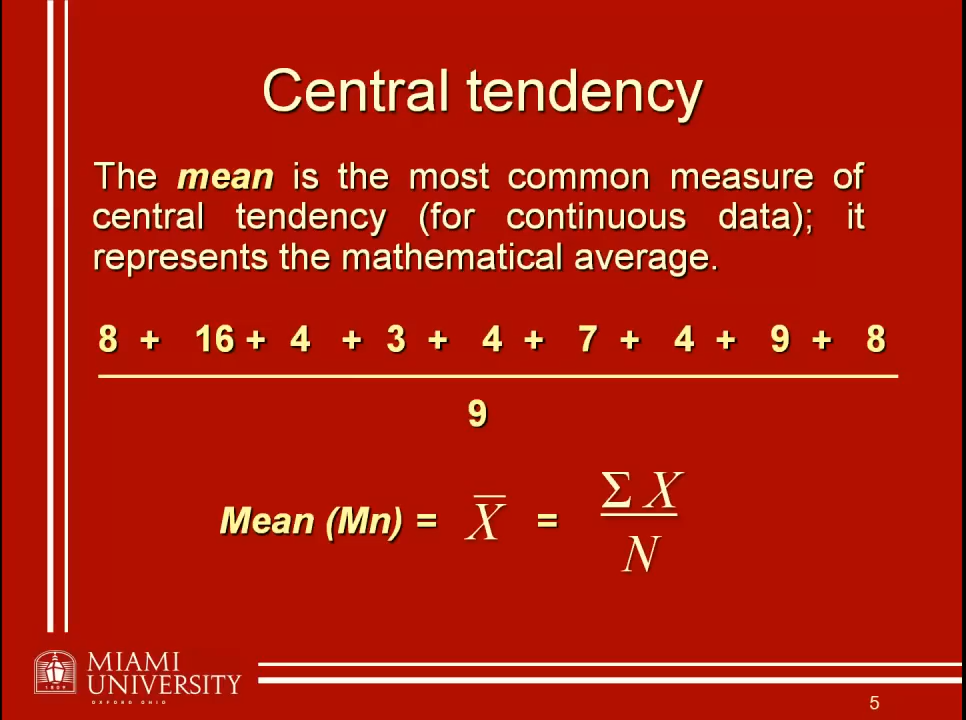 Central tendency
The mean is the most common measure of
central tendency (for continuous data); it
represents the mathematical average.
8 + 16 + 4 + 3 + 4 + 7 + 4 + 9 + 8
9
Mean (Mn) = X̅ = Σ X
N
MIAMI
UNIVERSITY
OXFORD OHIO
1809
5